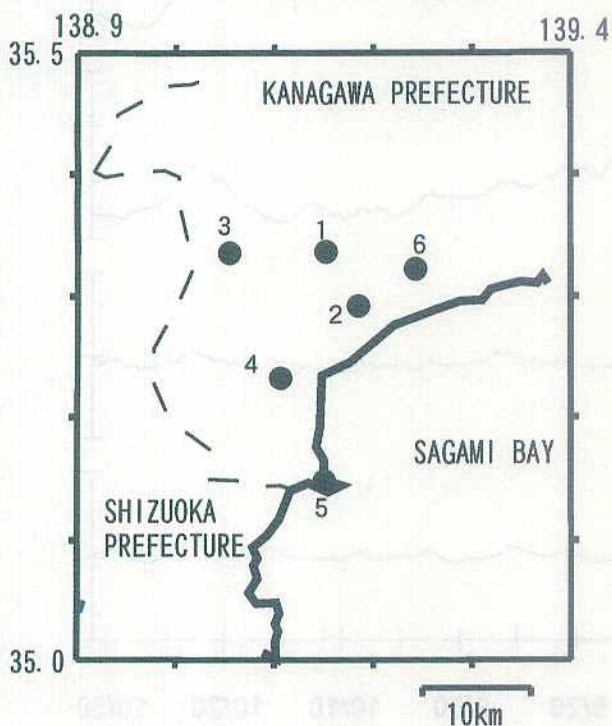 138.9 139.4
35.5
KANAGAWA PREFECTURE
3 1 6
2
4
SAGAMI BAY
5
SHIZUOKA
PREFECTURE
35.0
10km